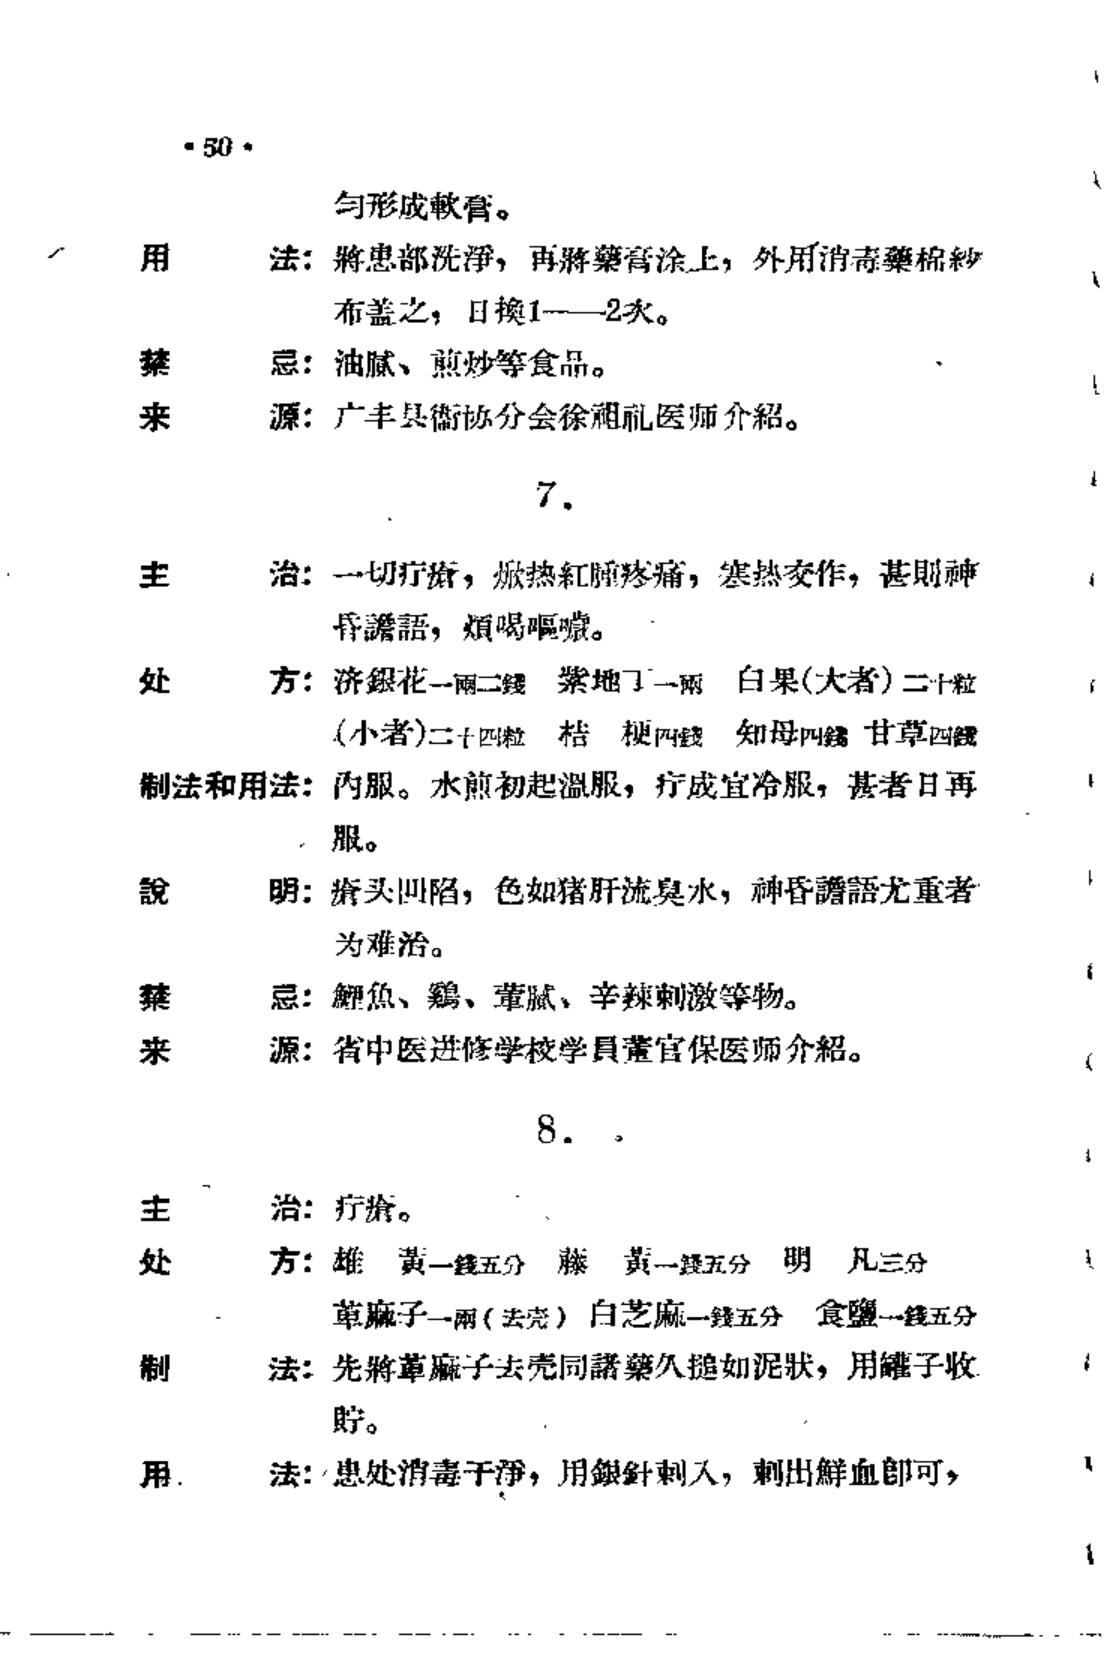 • 50 •
匀形成軟膏。
用　　法：將患部洗淨，再將藥膏涂上，外用消毒藥棉紗
布盖之，日換1——2次。
禁　　忌：油膩、煎炒等食品。
来　　源：广丰县衞协分会徐祖礼医师介紹。
7.
主　　治：一切疔瘡，焮热紅腫疼痛，寒热交作，甚則神
昏譫語，煩喝嘔噦。
处　　方：济銀花一兩二錢　紫地丁一兩　白果(大者)二十粒
(小者)二十四粒　桔　梗四錢　知母四錢　甘草四錢
制法和用法：內服。水煎初起溫服，疔成宜冷服，甚者日再
服。
說　　明：瘡头凹陷，色如猪肝流臭水，神昏譫語尤重者
为难治。
禁　　忌：鯉魚、鷄、葷膩、辛辣刺激等物。
来　　源：省中医进修学校学員董官保医师介紹。
8.
主　　治：疔瘡。
处　　方：雄　黃一錢五分　藤　黃一錢五分　明　凡三分
萆麻子一兩(去壳)　白芝麻一錢五分　食鹽一錢五分
制　　法：先將萆麻子去壳同諸藥久搥如泥狀，用罐子收
貯。
用　　法：患处消毒干淨，用銀針刺入，刺出鮮血卽可，